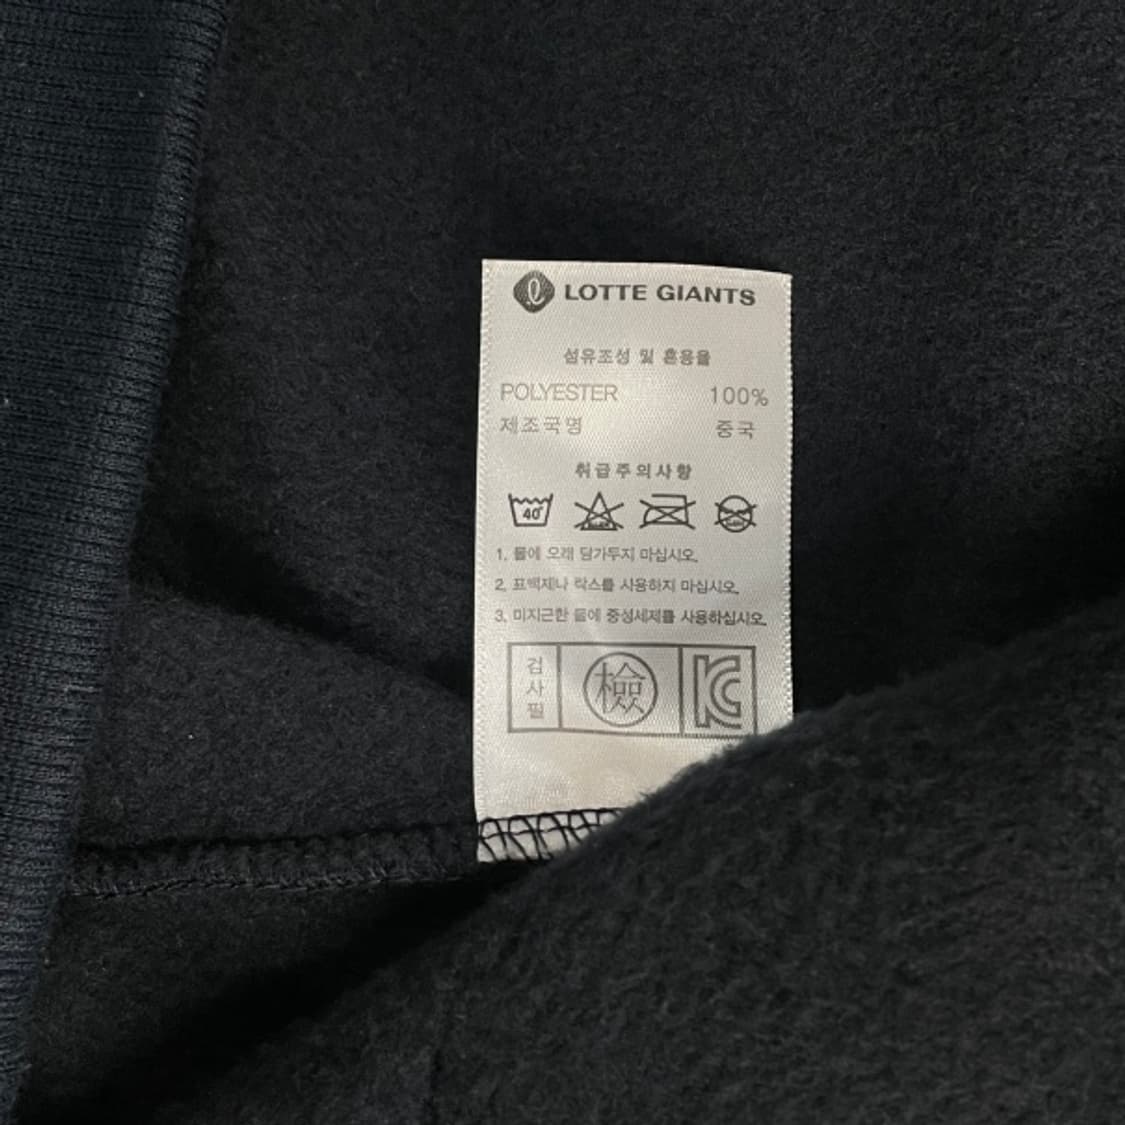 LOTTE GIANTS
섬유조성 및 혼용율
POLYESTER 100%
제조국명 중국
취급주의사항
40°
1. 물에 오래 담가두지 마십시오.
2. 표백제나 락스를 사용하지 마십시오.
3. 미지근한 물에 중성세제를 사용하십시오.
검사필 檢 KC